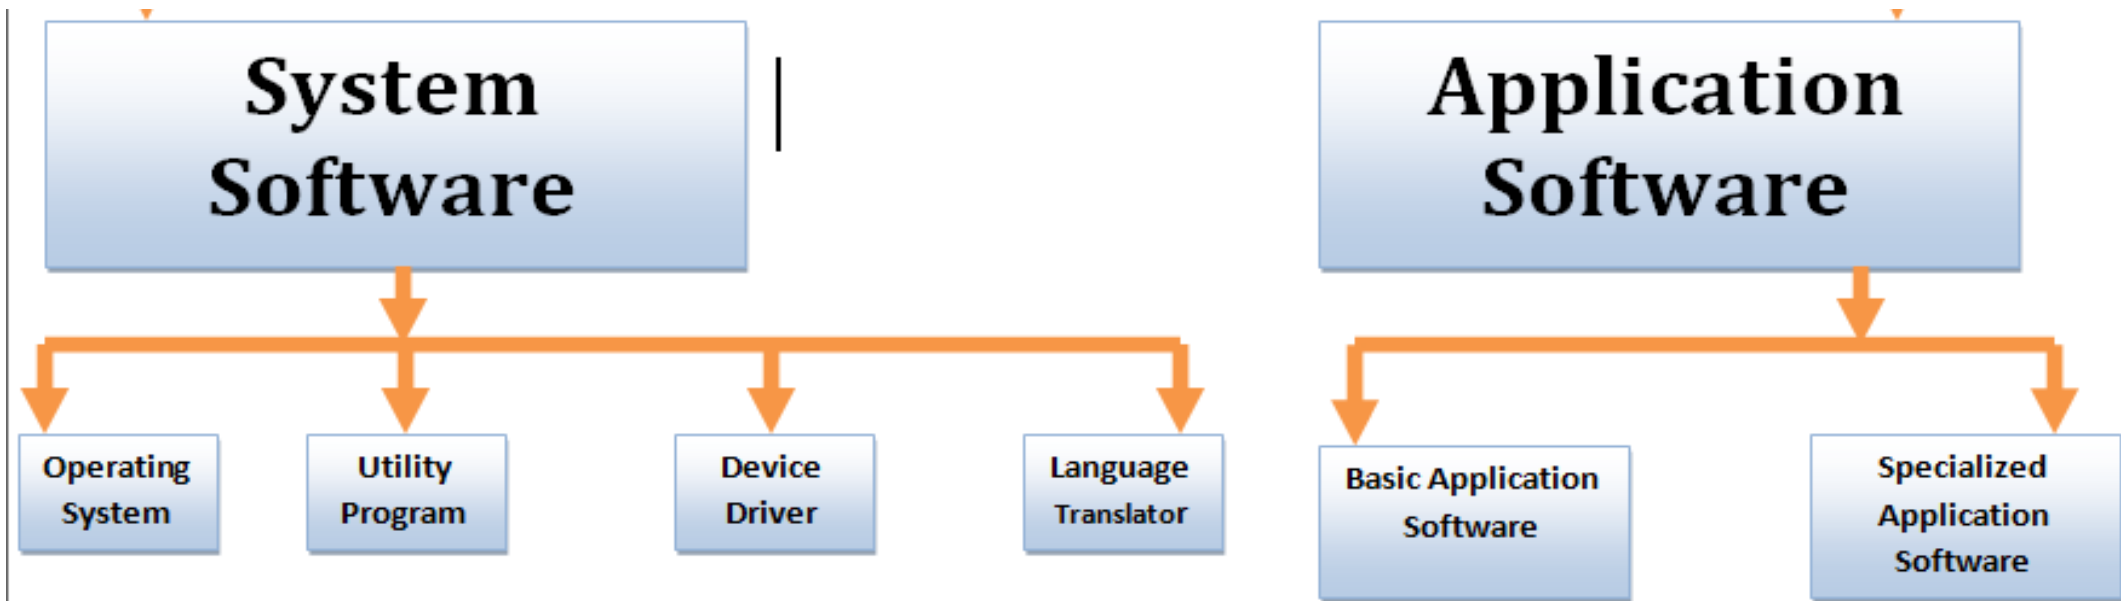 System
Software
Application
Software
Operating
System
Utility
Program
Device
Driver
Language
Translator
Basic Application
Software
Specialized
Application
Software